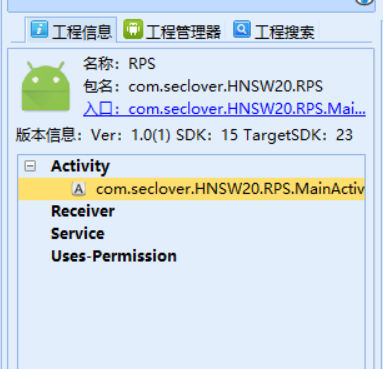 工程信息 工程管理器 工程搜索
名称：RPS
包名：com.seclover.HNSW20.RPS
入口：com.seclover.HNSW20.RPS.Mai...
版本信息：Ver：1.0(1) SDK：15 TargetSDK：23
Activity
A com.seclover.HNSW20.RPS.MainActiv
Receiver
Service
Uses-Permission